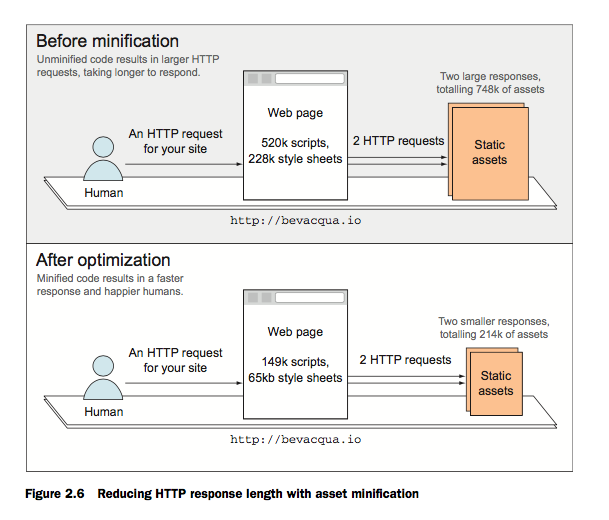 Before minification
Unminified code results in larger HTTP
requests, taking longer to respond.
Two large responses,
totalling 748k of assets
Web page
An HTTP request
for your site
520k scripts,
228k style sheets
2 HTTP requests
Static
assets
Human
http://bevacqua.io
After optimization
Minified code results in a faster
response and happier humans.
Two smaller responses,
totalling 214k of assets
Web page
An HTTP request
for your site
149k scripts,
65kb style sheets
2 HTTP requests
Static
assets
Human
http://bevacqua.io
Figure 2.6 Reducing HTTP response length with asset minification